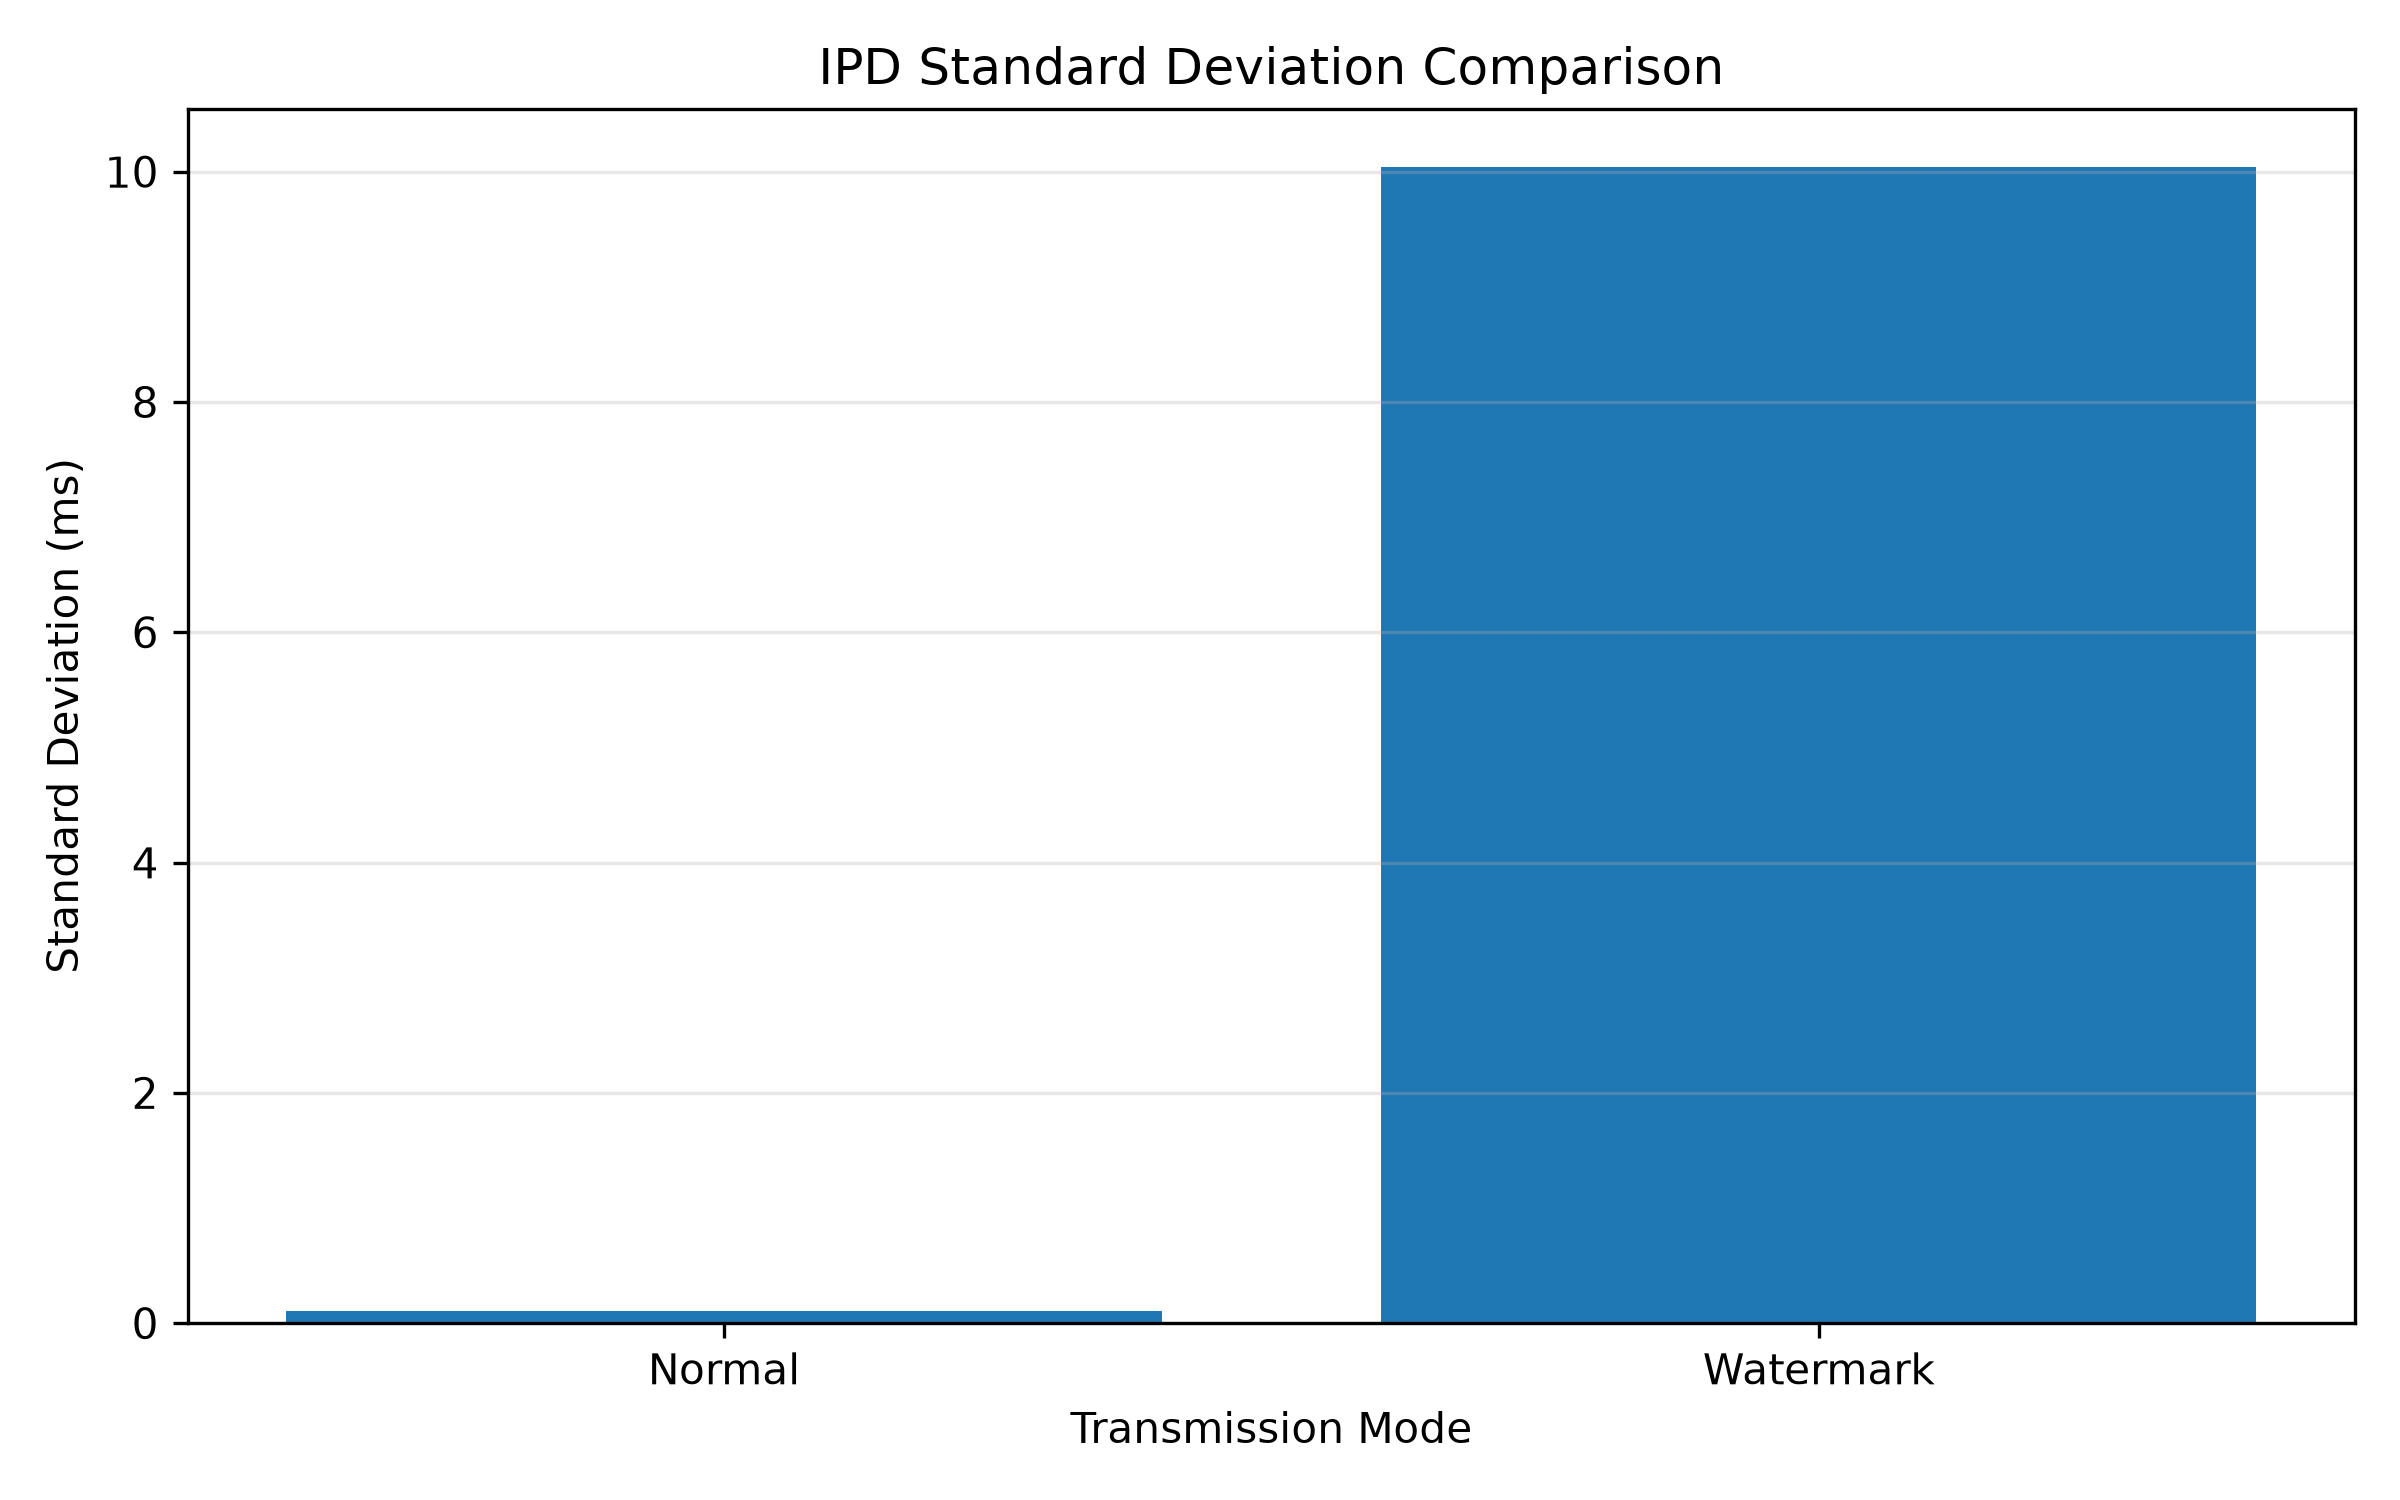 IPD Standard Deviation Comparison
Standard Deviation (ms)
10
8
6
4
2
0
Normal
Watermark
Transmission Mode